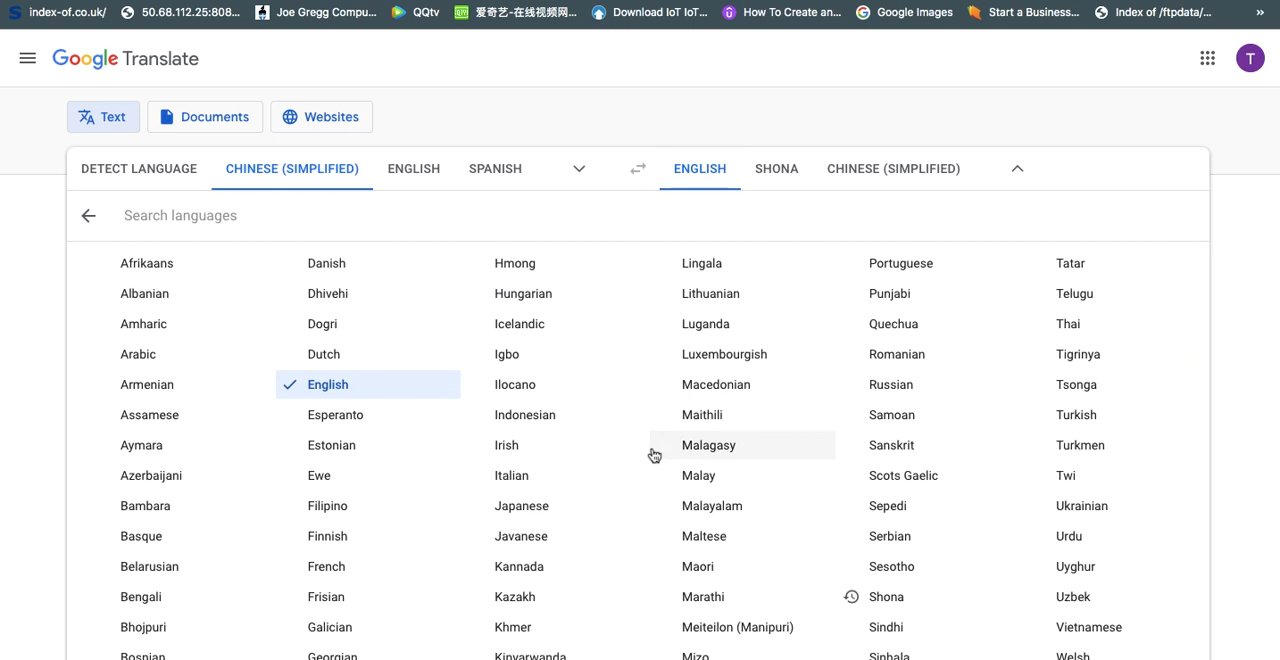 index-of.co.uk/ 50.68.112.25:808... Joe Gregg Compu... QQtv 爱奇艺-在线视频网... Download IoT IoT... How To Create an... Google Images Start a Business... Index of /ftpdata/... »
Google Translate T
Text Documents Websites
DETECT LANGUAGE CHINESE (SIMPLIFIED) ENGLISH SPANISH ENGLISH SHONA CHINESE (SIMPLIFIED)
Search languages
Afrikaans Danish Hmong Lingala Portuguese Tatar
Albanian Dhivehi Hungarian Lithuanian Punjabi Telugu
Amharic Dogri Icelandic Luganda Quechua Thai
Arabic Dutch Igbo Luxembourgish Romanian Tigrinya
Armenian English Ilocano Macedonian Russian Tsonga
Assamese Esperanto Indonesian Maithili Samoan Turkish
Aymara Estonian Irish Malagasy Sanskrit Turkmen
Azerbaijani Ewe Italian Malay Scots Gaelic Twi
Bambara Filipino Japanese Malayalam Sepedi Ukrainian
Basque Finnish Javanese Maltese Serbian Urdu
Belarusian French Kannada Maori Sesotho Uyghur
Bengali Frisian Kazakh Marathi Shona Uzbek
Bhojpuri Galician Khmer Meiteilon (Manipuri) Sindhi Vietnamese
Bosnian Georgian Kinyarwanda Mizo Sinhala Welsh